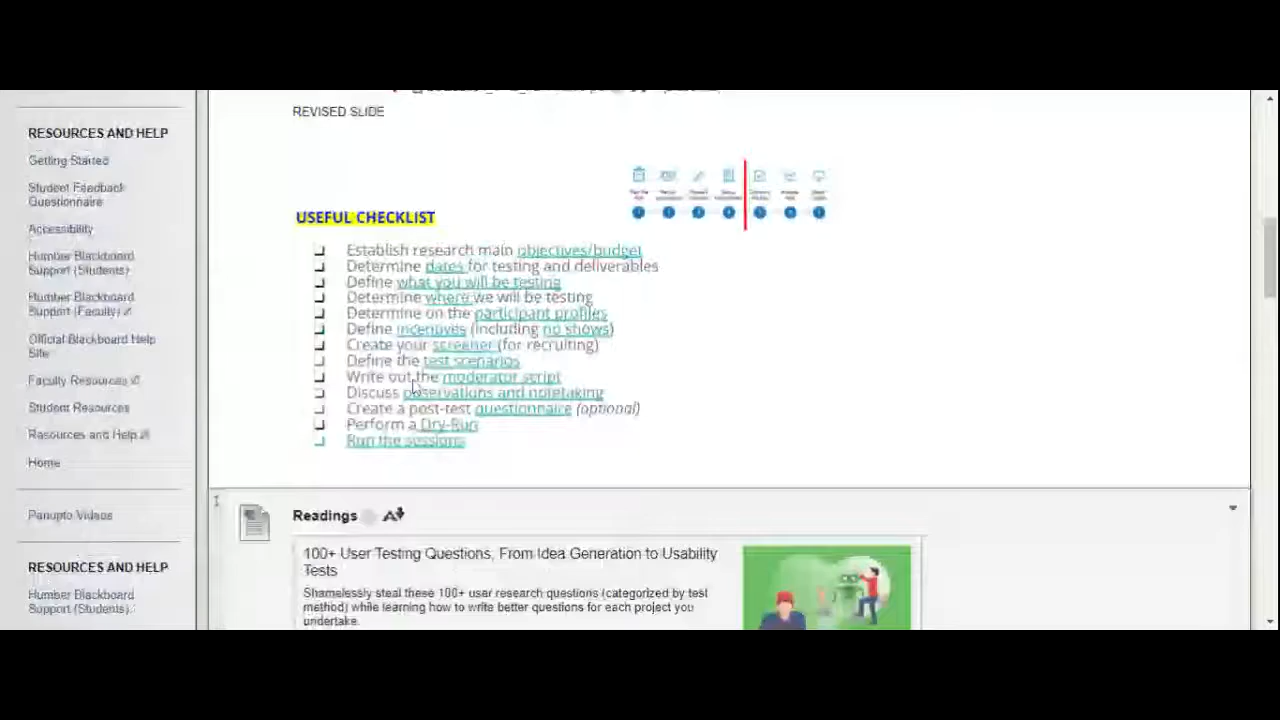 RESOURCES AND HELP
Getting Started
Student Feedback
Questionnaire
Accessibility
Humber Blackboard
Support (Students)
Humber Blackboard
Support (Faculty)
Official Blackboard Help
Site
Faculty Resources
Student Resources
Resources and Help
Home
Panopto Videos
RESOURCES AND HELP
Humber Blackboard
Support (Students)
REVISED SLIDE
USEFUL CHECKLIST
Establish research main objectives/budget
Determine dates for testing and deliverables
Define what you will be testing
Determine where we will be testing
Determine on the participant profiles
Define incentives (including no shows)
Create your screener (for recruiting)
Define the test scenarios
Write out the moderator script
Discuss observations and notetaking
Create a post-test questionnaire (optional)
Perform a Dry-Run
Run the sessions
Readings
100+ User Testing Questions, From Idea Generation to Usability
Tests
Shamelessly steal these 100+ user research questions (categorized by test
method) while learning how to write better questions for each project you
undertake.